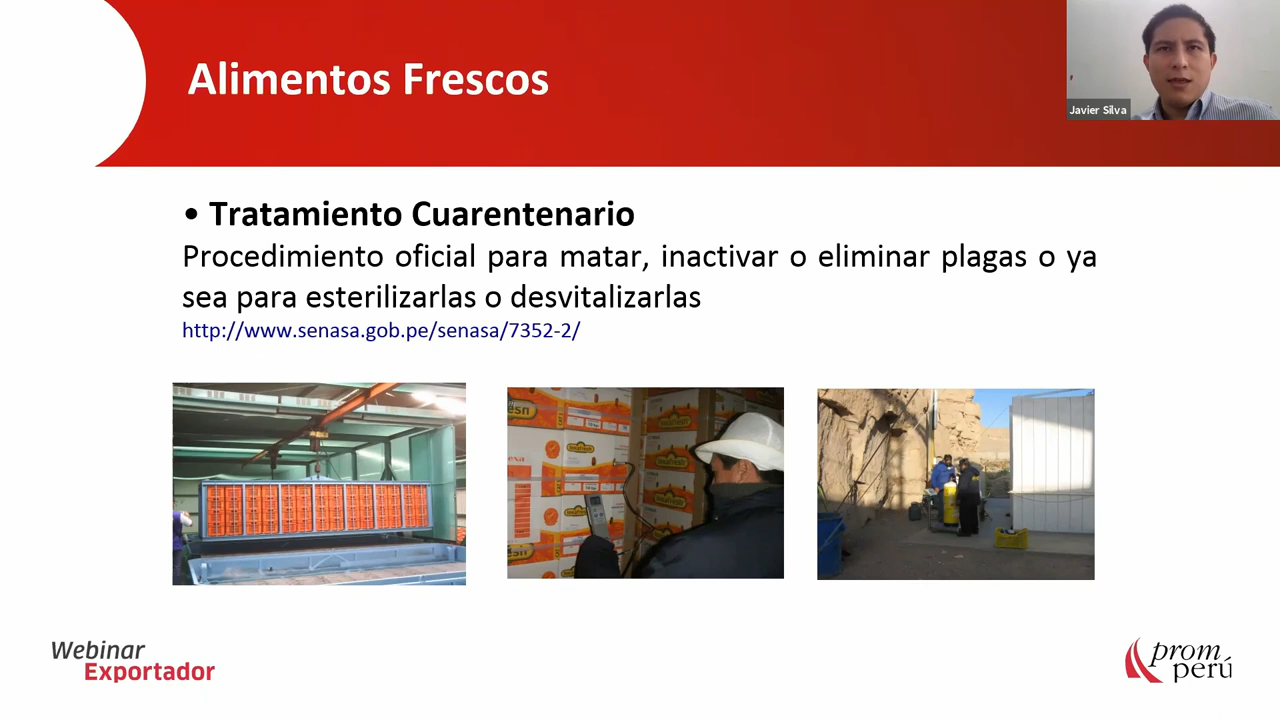 Alimentos Frescos
Javier Silva
• Tratamiento Cuarentenario
Procedimiento oficial para matar, inactivar o eliminar plagas o ya
sea para esterilizarlas o desvitalizarlas
http://www.senasa.gob.pe/senasa/7352-2/
Webinar
Exportador
prom
perú